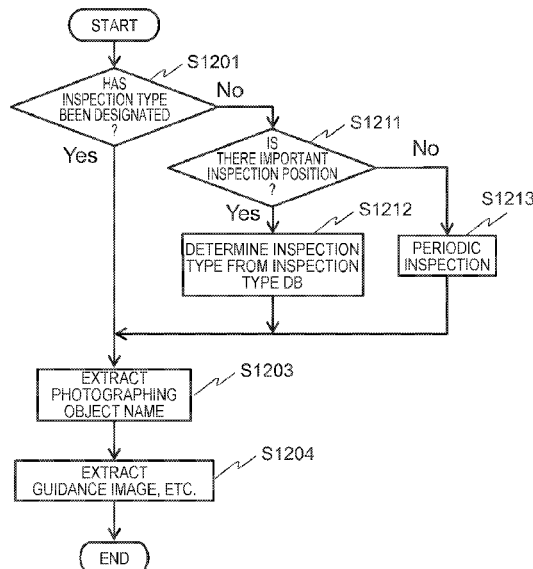 START
S1201
HAS
INSPECTION TYPE
BEEN DESIGNATED
?
No
Yes
S1211
IS
THERE IMPORTANT
INSPECTION POSITION
?
No
Yes
S1212
S1213
DETERMINE INSPECTION
TYPE FROM INSPECTION
TYPE DB
PERIODIC
INSPECTION
S1203
EXTRACT
PHOTOGRAPHING
OBJECT NAME
S1204
EXTRACT
GUIDANCE IMAGE, ETC.
END